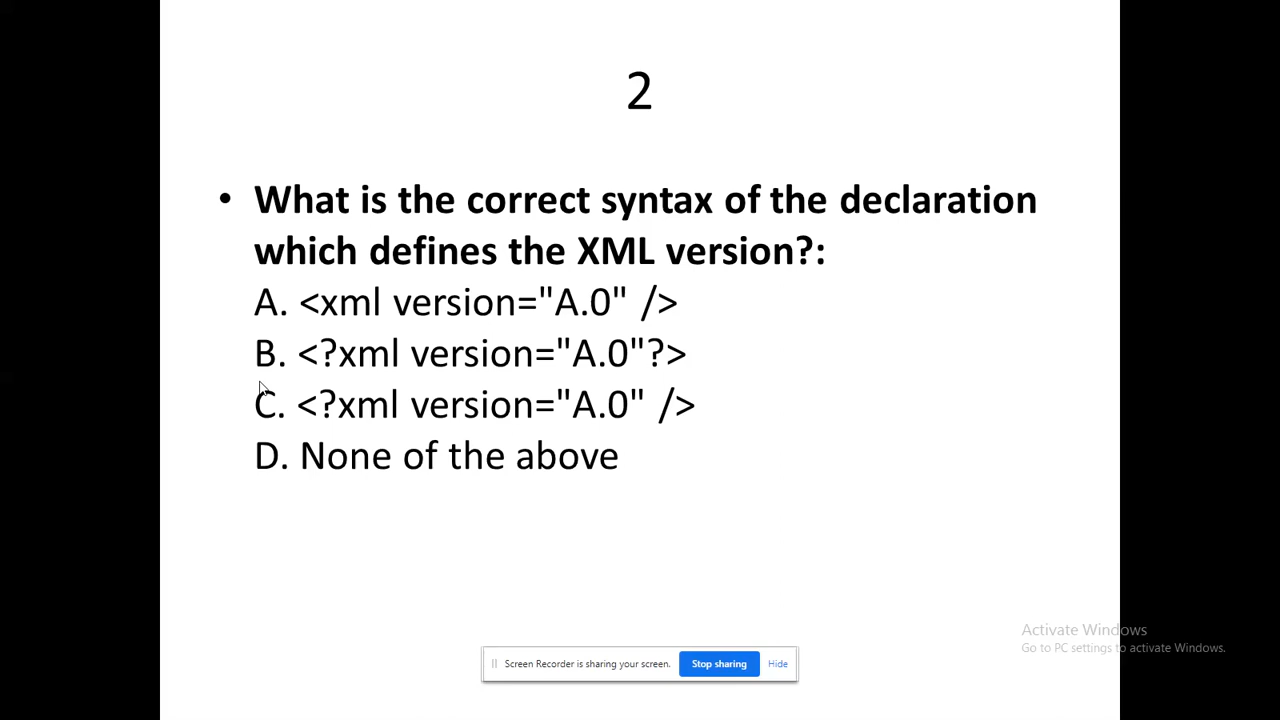 2
• What is the correct syntax of the declaration
which defines the XML version?:
A. <xml version="A.0" />
B. <?xml version="A.0"?>
C. <?xml version="A.0" />
D. None of the above
Activate Windows
Go to PC settings to activate Windows.
Screen Recorder is sharing your screen. Stop sharing Hide